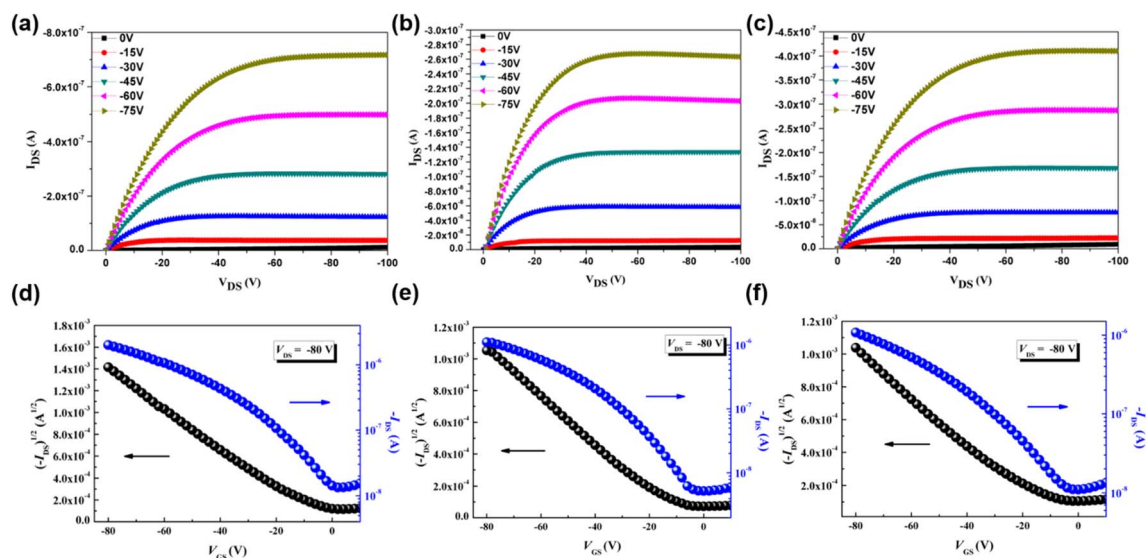 (a)
(b)
(c)
0V
-15V
-30V
-45V
-60V
-75V
-8.0x10⁻⁷
-6.0x10⁻⁷
-4.0x10⁻⁷
-2.0x10⁻⁷
0.0
I_DS (A)
0 -20 -40 -60 -80 -100
V_DS (V)
0V
-15V
-30V
-45V
-60V
-75V
-3.0x10⁻⁷
-2.8x10⁻⁷
-2.6x10⁻⁷
-2.4x10⁻⁷
-2.2x10⁻⁷
-2.0x10⁻⁷
-1.8x10⁻⁷
-1.6x10⁻⁷
-1.4x10⁻⁷
-1.2x10⁻⁷
-1.0x10⁻⁷
-8.0x10⁻⁸
-6.0x10⁻⁸
-4.0x10⁻⁸
-2.0x10⁻⁸
0.0
I_DS (A)
0 -20 -40 -60 -80 -100
V_DS (V)
0V
-15V
-30V
-45V
-60V
-75V
-4.5x10⁻⁷
-4.0x10⁻⁷
-3.5x10⁻⁷
-3.0x10⁻⁷
-2.5x10⁻⁷
-2.0x10⁻⁷
-1.5x10⁻⁷
-1.0x10⁻⁷
-5.0x10⁻⁸
0.0
I_DS (A)
0 -20 -40 -60 -80 -100
V_DS (V)
(d)
(e)
(f)
1.8x10⁻³
1.6x10⁻³
1.4x10⁻³
1.2x10⁻³
1.0x10⁻³
8.0x10⁻⁴
6.0x10⁻⁴
4.0x10⁻⁴
2.0x10⁻⁴
0.0
(-I_DS)^1/2 (A^1/2)
V_DS = -80 V
10⁻⁶
10⁻⁷
10⁻⁸
-I_DS (A)
-80 -60 -40 -20 0
V_GS (V)
1.2x10⁻³
1.0x10⁻³
8.0x10⁻⁴
6.0x10⁻⁴
4.0x10⁻⁴
2.0x10⁻⁴
0.0
(-I_DS)^1/2 (A^1/2)
V_DS = -80 V
10⁻⁶
10⁻⁷
10⁻⁸
-I_DS (A)
-80 -60 -40 -20 0
V_GS (V)
1.2x10⁻³
1.0x10⁻³
8.0x10⁻⁴
6.0x10⁻⁴
4.0x10⁻⁴
2.0x10⁻⁴
0.0
(-I_DS)^1/2 (A^1/2)
V_DS = -80 V
10⁻⁶
10⁻⁷
10⁻⁸
-I_DS (A)
-80 -60 -40 -20 0
V_GS (V)